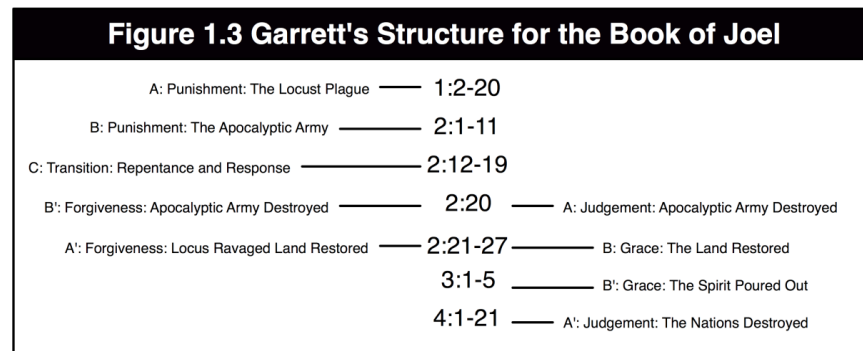 Figure 1.3 Garrett's Structure for the Book of Joel
A: Punishment: The Locust Plague 1:2-20
B: Punishment: The Apocalyptic Army 2:1-11
C: Transition: Repentance and Response 2:12-19
B': Forgiveness: Apocalyptic Army Destroyed 2:20 A: Judgement: Apocalyptic Army Destroyed
A': Forgiveness: Locus Ravaged Land Restored 2:21-27 B: Grace: The Land Restored
3:1-5 B': Grace: The Spirit Poured Out
4:1-21 A': Judgement: The Nations Destroyed